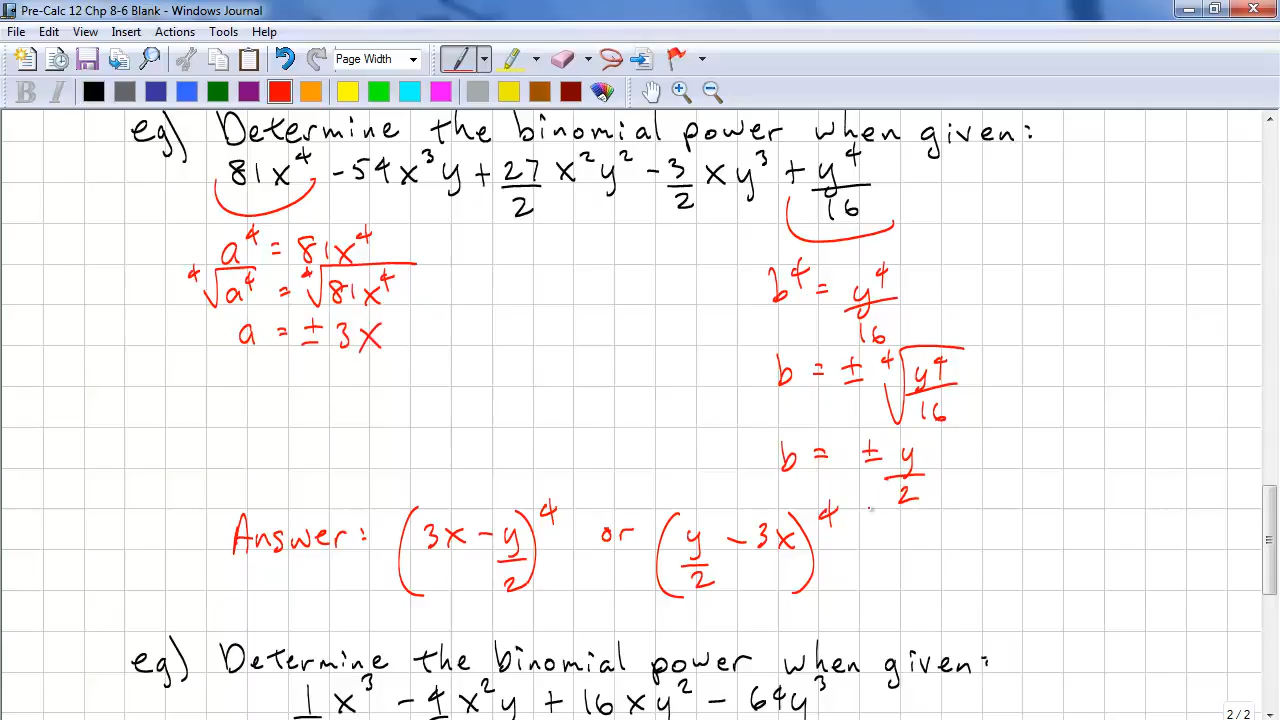 Pre-Calc 12 Chp 8-6 Blank - Windows Journal
File Edit View Insert Actions Tools Help
Page Width
B I
eg) Determine the binomial power when given:
81x⁴ - 54x³y + 27/2 x²y² - 3/2 xy³ + y⁴/16
a⁴ = 81x⁴
⁴√a⁴ = ⁴√81x⁴
a = ± 3x
b⁴ = y⁴/16
b = ± ⁴√y⁴/16
b = ± y/2
Answer: (3x - y/2)⁴ or (y/2 - 3x)⁴
eg) Determine the binomial power when given:
1 x³ - 4 x²y + 16xy² - 64y³
2/2